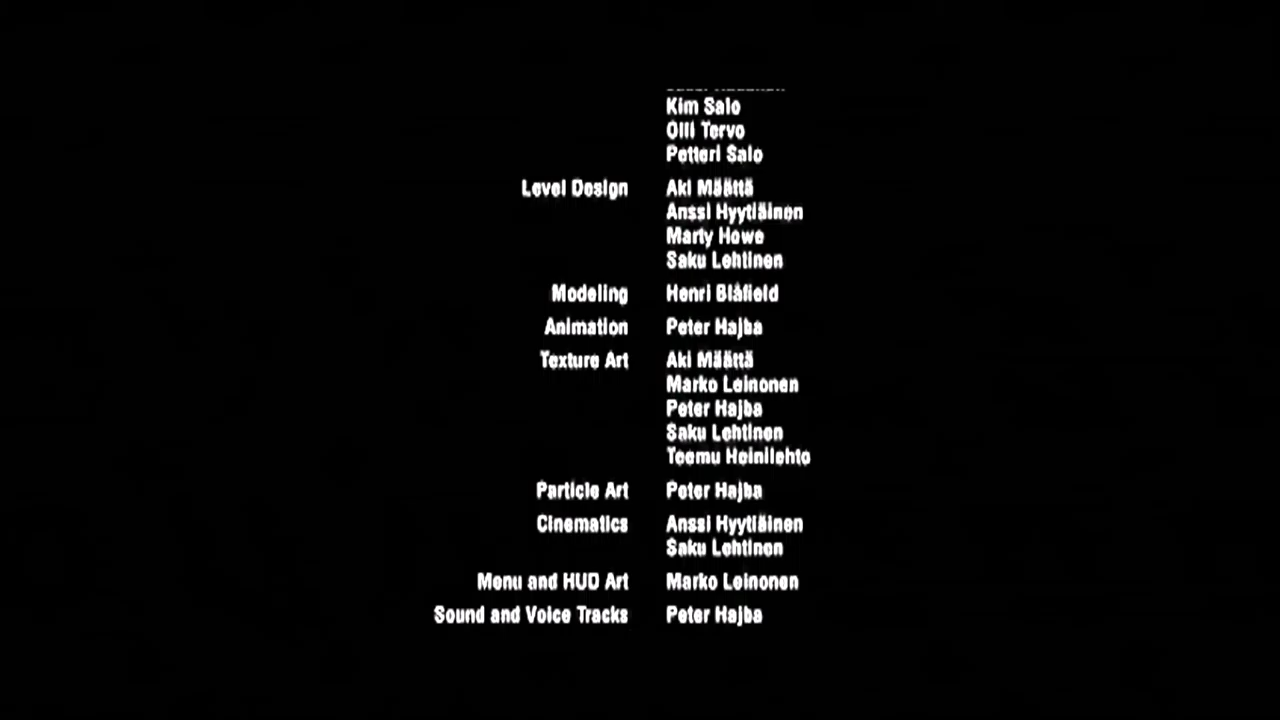 Kim Salo
Olli Tervo
Petteri Salo
Level Design Aki Määttä
Anssi Hyytiäinen
Marty Howe
Saku Lehtinen
Modeling Henri Blåfield
Animation Peter Hajba
Texture Art Aki Määttä
Marko Leinonen
Peter Hajba
Saku Lehtinen
Teemu Heinilehto
Particle Art Peter Hajba
Cinematics Anssi Hyytiäinen
Saku Lehtinen
Menu and HUD Art Marko Leinonen
Sound and Voice Tracks Peter Hajba